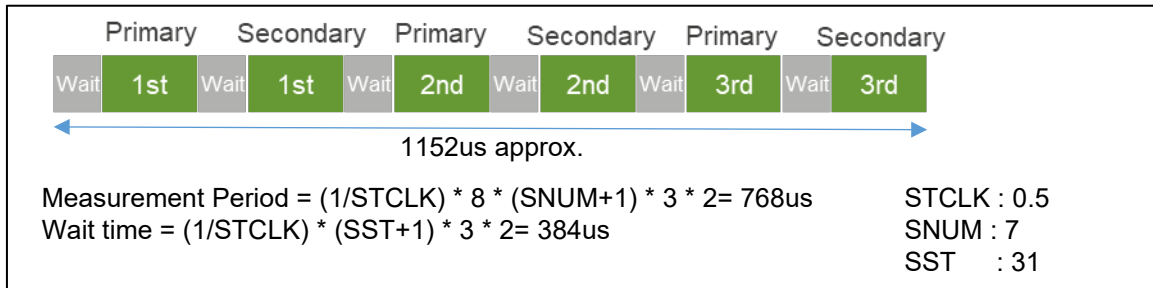 Primary Secondary Primary Secondary Primary Secondary
Wait 1st Wait 1st Wait 2nd Wait 2nd Wait 3rd Wait 3rd
1152us approx.
Measurement Period = (1/STCLK) * 8 * (SNUM+1) * 3 * 2= 768us STCLK : 0.5
Wait time = (1/STCLK) * (SST+1) * 3 * 2= 384us SNUM : 7
SST : 31